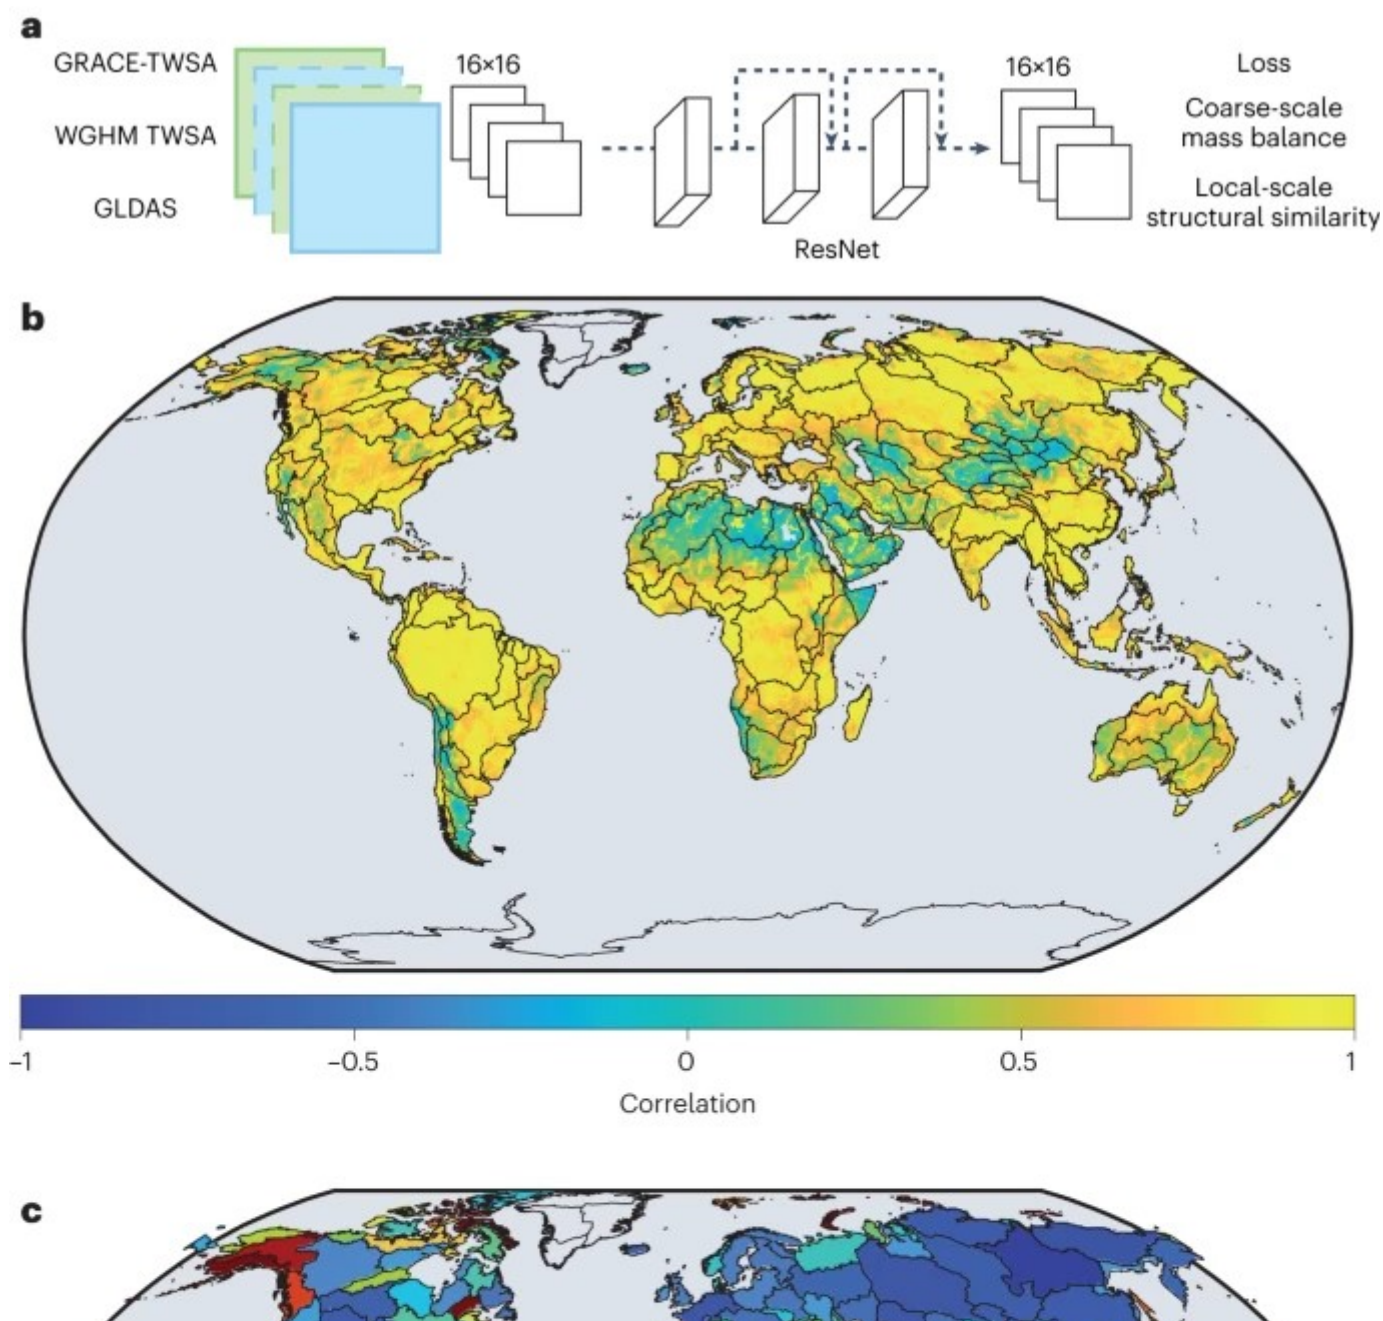 a
GRACE-TWSA
WGHM TWSA
GLDAS
16×16
ResNet
16×16
Loss
Coarse-scale
mass balance
Local-scale
structural similarity
b
−1
−0.5
0
0.5
1
Correlation
c